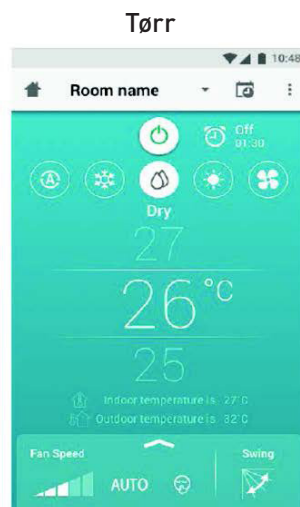 Tørr
10:48
Room name
Off
01:30
Dry
27
26°C
25
Indoor temperature is 27°C
Outdoor temperature is 32°C
Fan Speed
Swing
AUTO